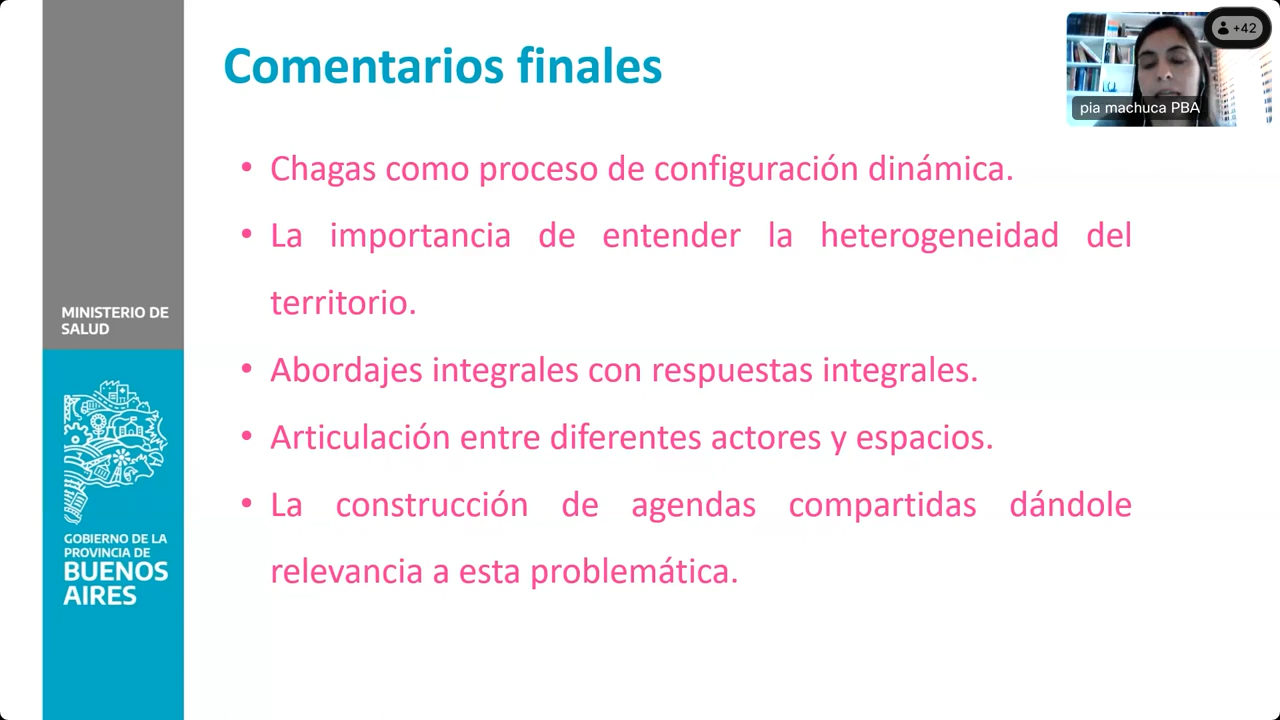 Comentarios finales
+42
pia machuca PBA
• Chagas como proceso de configuración dinámica.
• La importancia de entender la heterogeneidad del
territorio.
• Abordajes integrales con respuestas integrales.
• Articulación entre diferentes actores y espacios.
• La construcción de agendas compartidas dándole
relevancia a esta problemática.
MINISTERIO DE
SALUD
GOBIERNO DE LA
PROVINCIA DE
BUENOS
AIRES